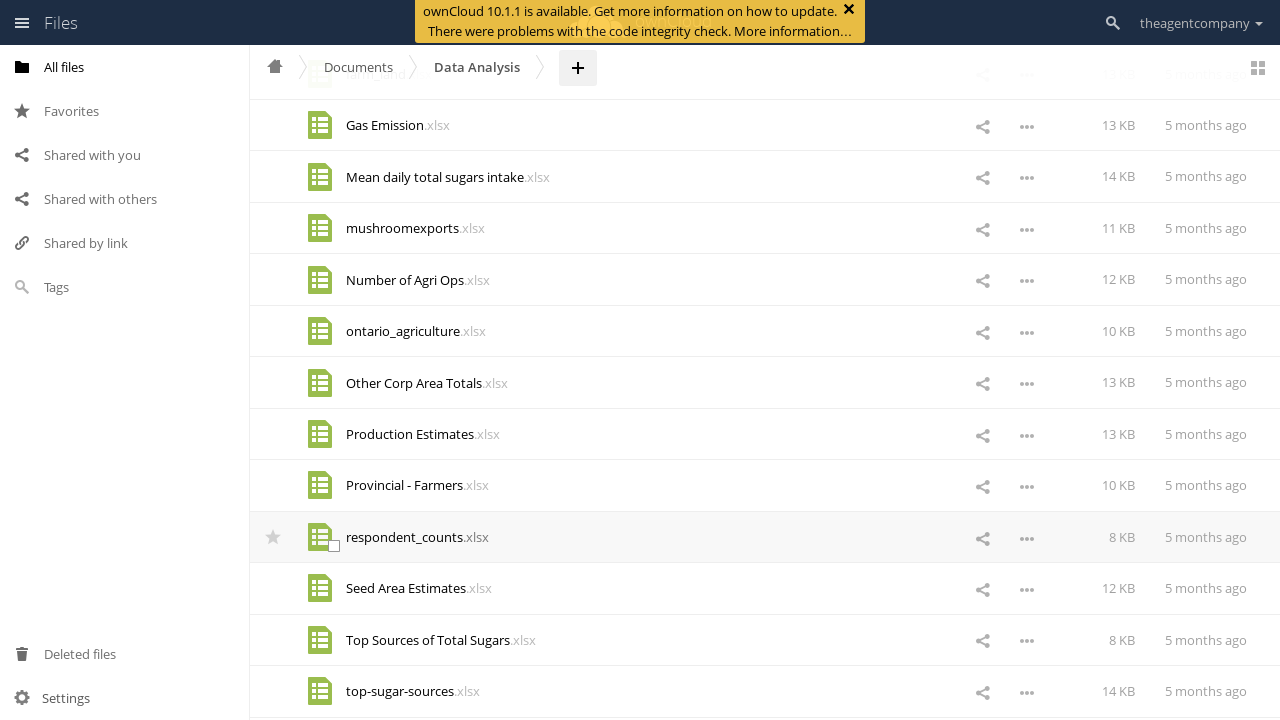 Files
ownCloud 10.1.1 is available. Get more information on how to update.
There were problems with the code integrity check. More information…
theagentcompany
All files
Favorites
Shared with you
Shared with others
Shared by link
Tags
Deleted files
Settings
Documents
Data Analysis
Gas Emission.xlsx 13 KB 5 months ago
Mean daily total sugars intake.xlsx 14 KB 5 months ago
mushroomexports.xlsx 11 KB 5 months ago
Number of Agri Ops.xlsx 12 KB 5 months ago
ontario_agriculture.xlsx 10 KB 5 months ago
Other Corp Area Totals.xlsx 13 KB 5 months ago
Production Estimates.xlsx 13 KB 5 months ago
Provincial - Farmers.xlsx 10 KB 5 months ago
respondent_counts.xlsx 8 KB 5 months ago
Seed Area Estimates.xlsx 12 KB 5 months ago
Top Sources of Total Sugars.xlsx 8 KB 5 months ago
top-sugar-sources.xlsx 14 KB 5 months ago